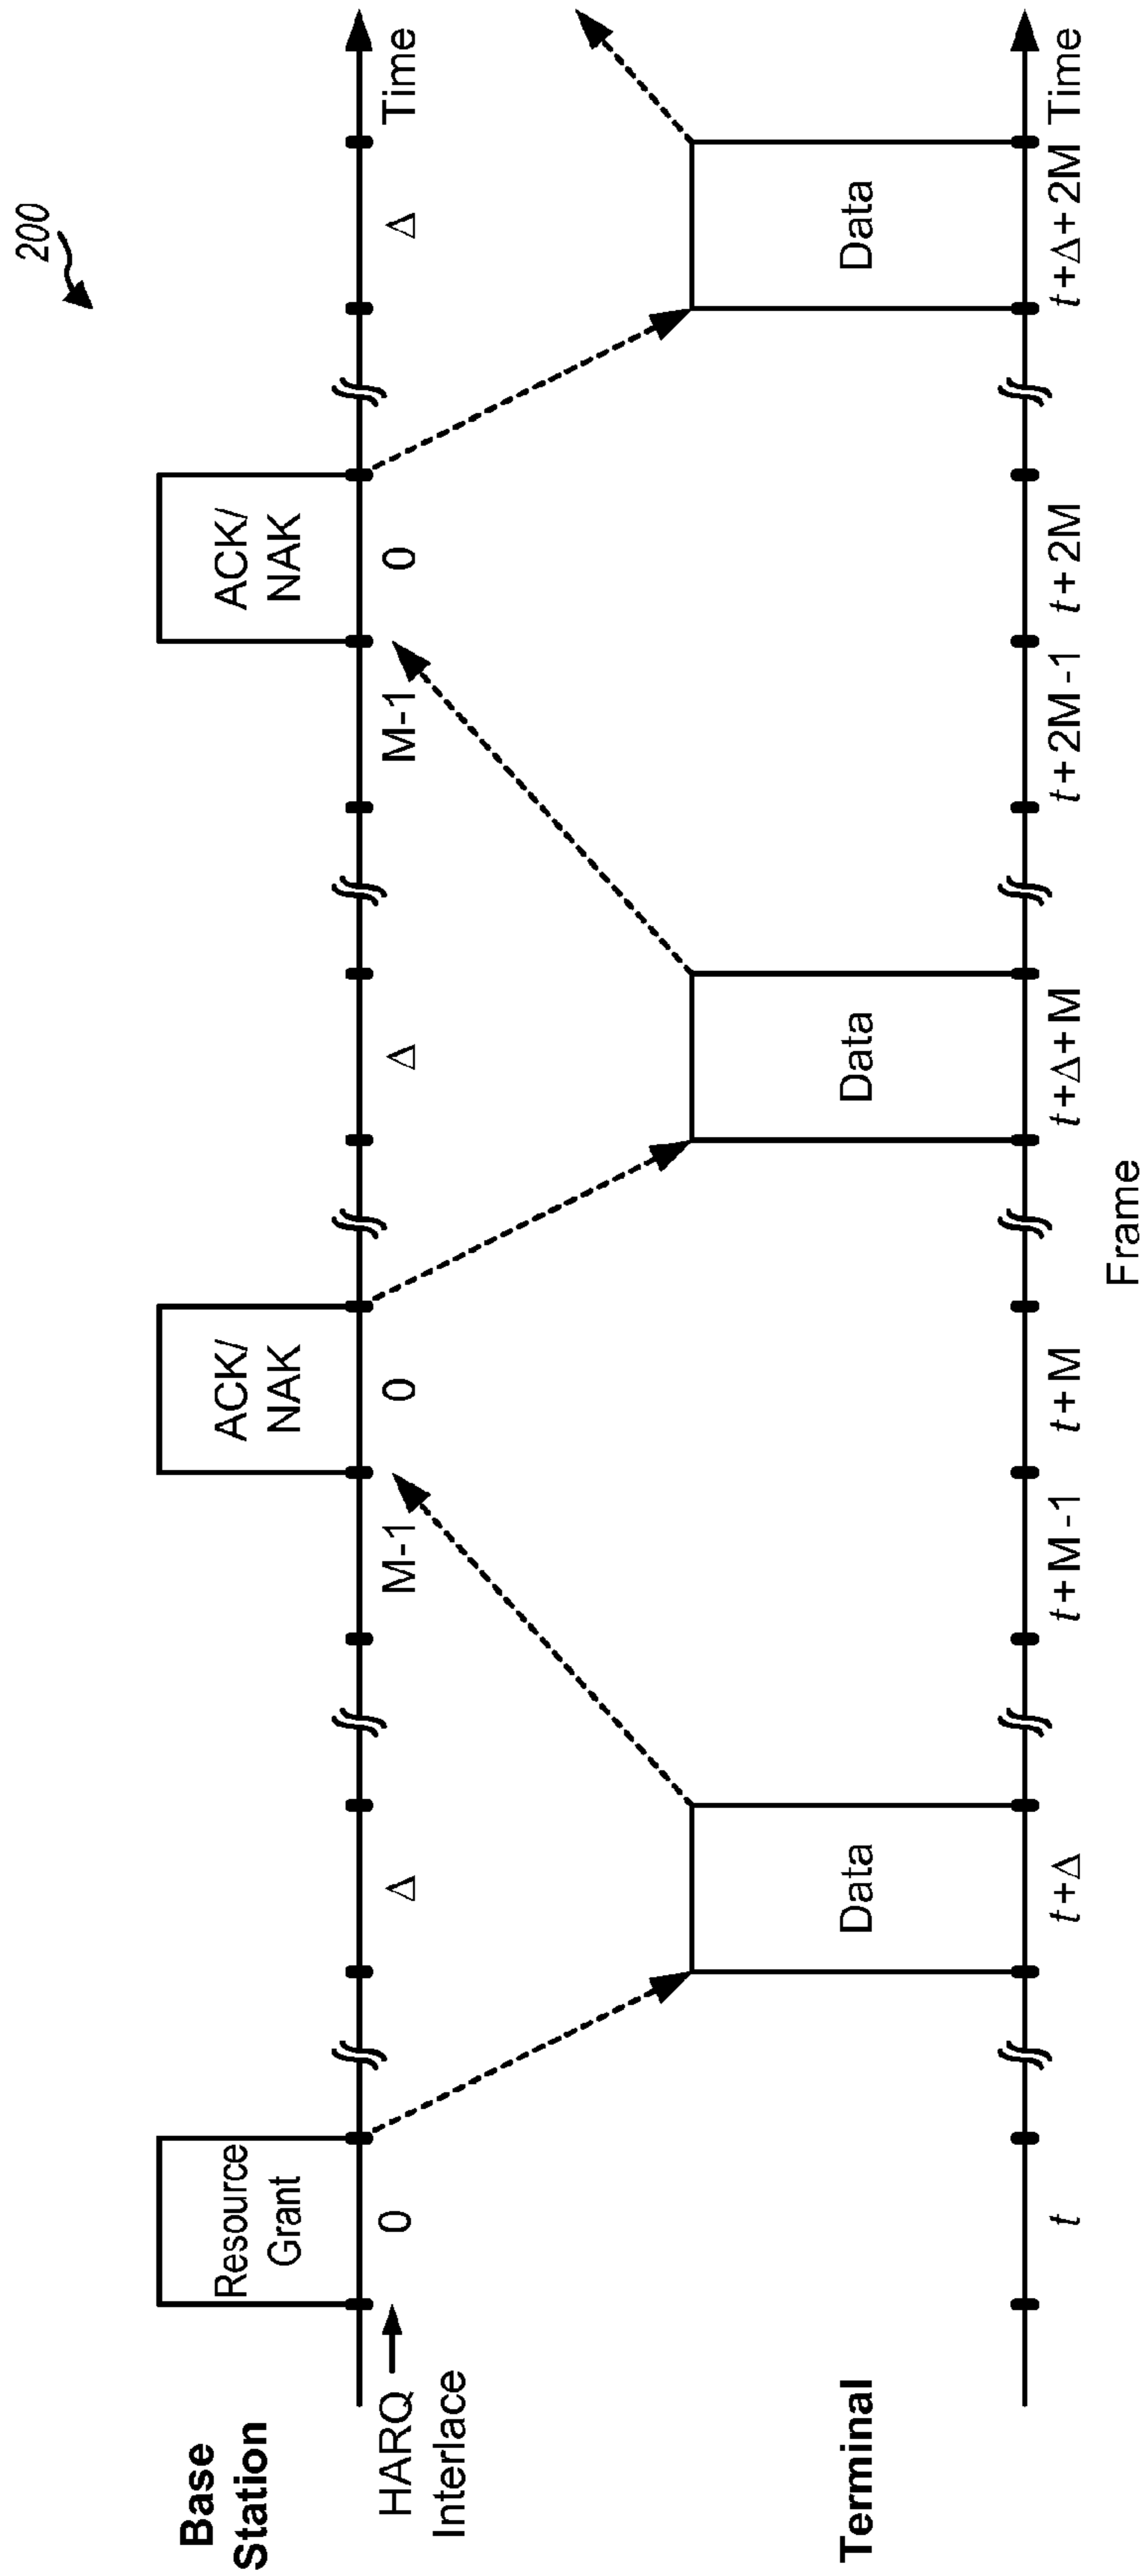 200
Base
Station
Resource
Grant
ACK/
NAK
ACK/
NAK
HARQ
Interlace
0
Δ
M-1
0
Δ
M-1
0
Δ
Time
Terminal
Data
Data
Data
t
t+Δ
t+M-1
t+M
t+Δ+M
t+2M-1
t+2M
t+Δ+2M
Time
Frame